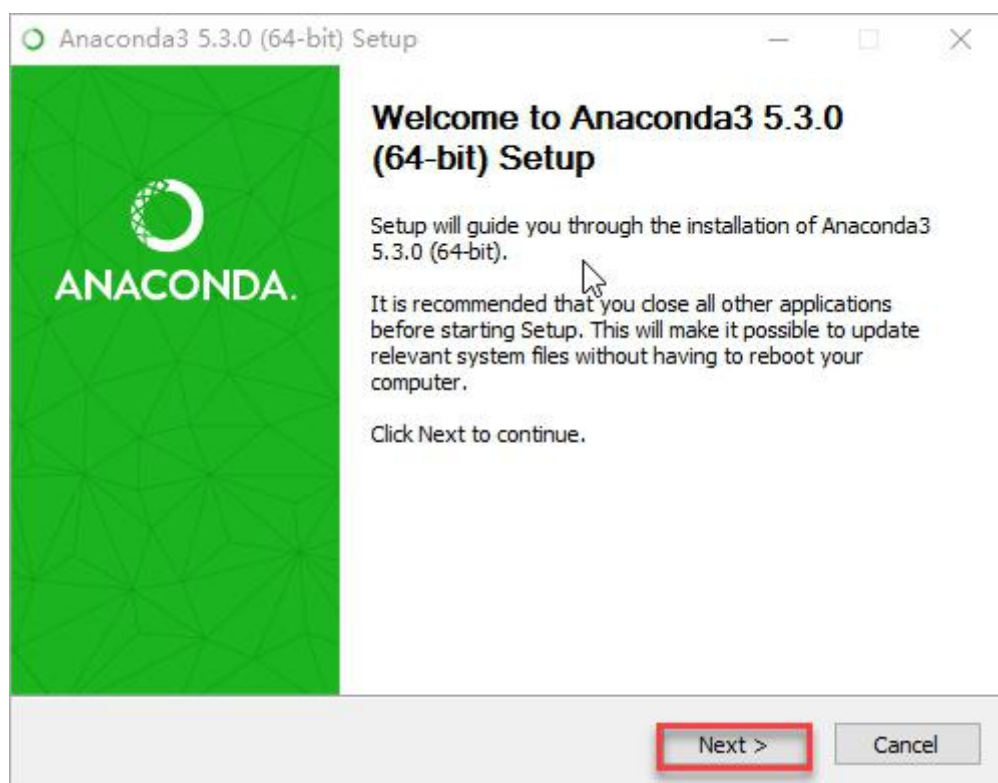 Anaconda3 5.3.0 (64-bit) Setup
Welcome to Anaconda3 5.3.0
(64-bit) Setup
Setup will guide you through the installation of Anaconda3
5.3.0 (64-bit).
It is recommended that you close all other applications
before starting Setup. This will make it possible to update
relevant system files without having to reboot your
computer.
Click Next to continue.
ANACONDA.
Next >
Cancel